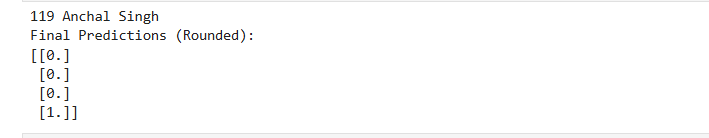 119 Anchal Singh
Final Predictions (Rounded):
[[0.]
 [0.]
 [0.]
 [1.]]